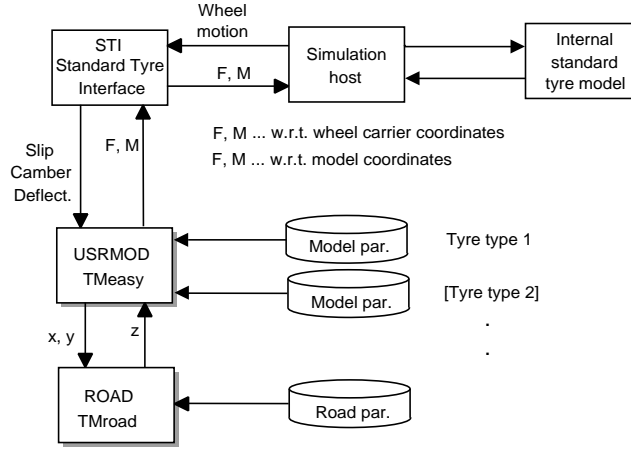 Wheel
motion
STI
Standard Tyre
Interface
Simulation
host
Internal
standard
tyre model
F, M
F, M ... w.r.t. wheel carrier coordinates
F, M
F, M ... w.r.t. model coordinates
Slip
Camber
Deflect.
USRMOD
TMeasy
Model par.
Tyre type 1
Model par.
[Tyre type 2]
.
.
x, y
z
ROAD
TMroad
Road par.